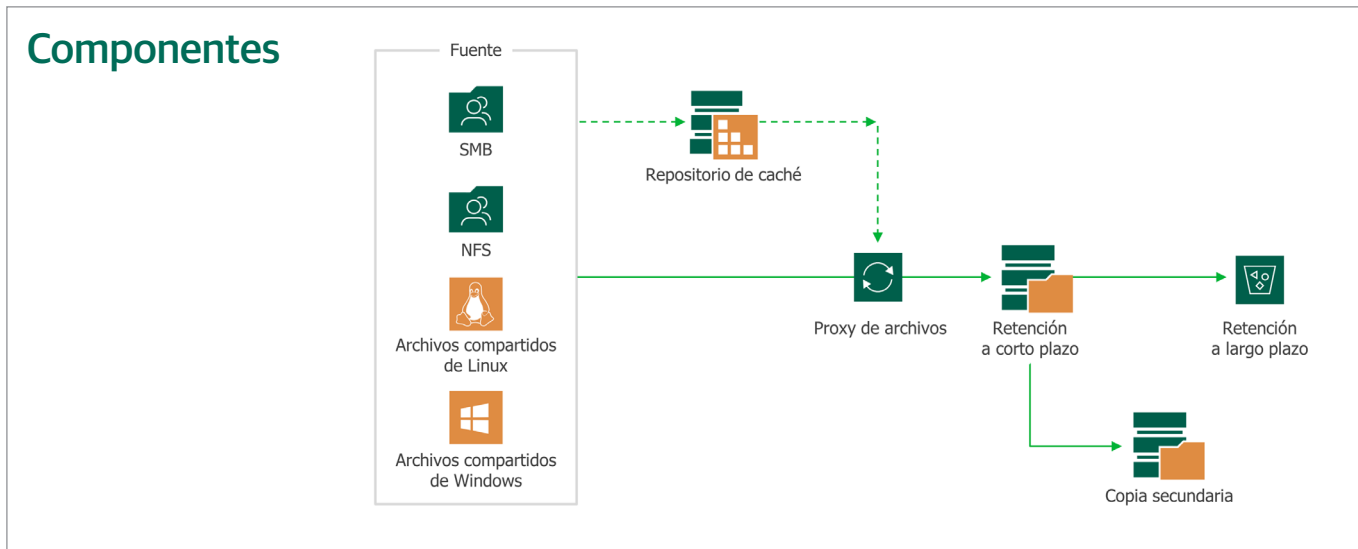 Componentes
Fuente
SMB
NFS
Archivos compartidos
de Linux
Archivos compartidos
de Windows
Repositorio de caché
Proxy de archivos
Retención
a corto plazo
Retención
a largo plazo
Copia secundaria